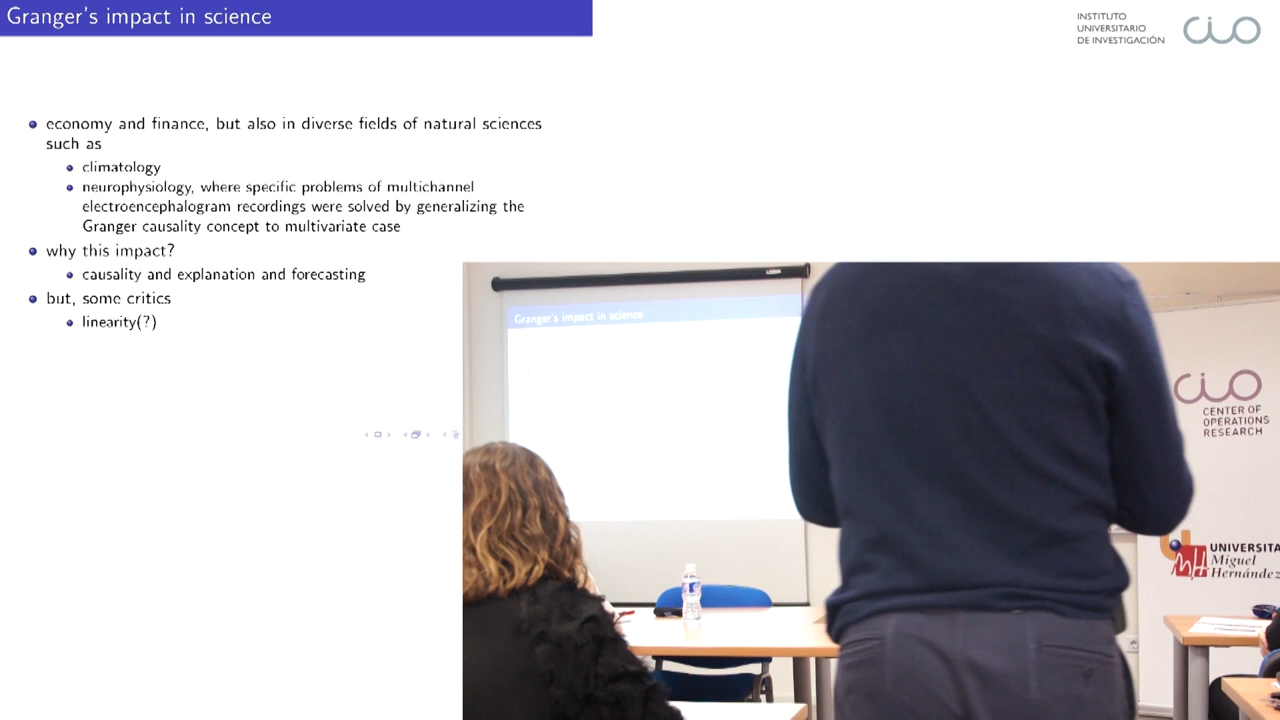 Granger's impact in science
INSTITUTO
UNIVERSITARIO
DE INVESTIGACIÓN
CIO
economy and finance, but also in diverse fields of natural sciences
such as
climatology
neurophysiology, where specific problems of multichannel
electroencephalogram recordings were solved by generalizing the
Granger causality concept to multivariate case
why this impact?
causality and explanation and forecasting
but, some critics
linearity(?)
Granger's impact in science
CIO
CENTER OF
OPERATIONS
RESEARCH
UNIVERSITA
Miguel
Hernández